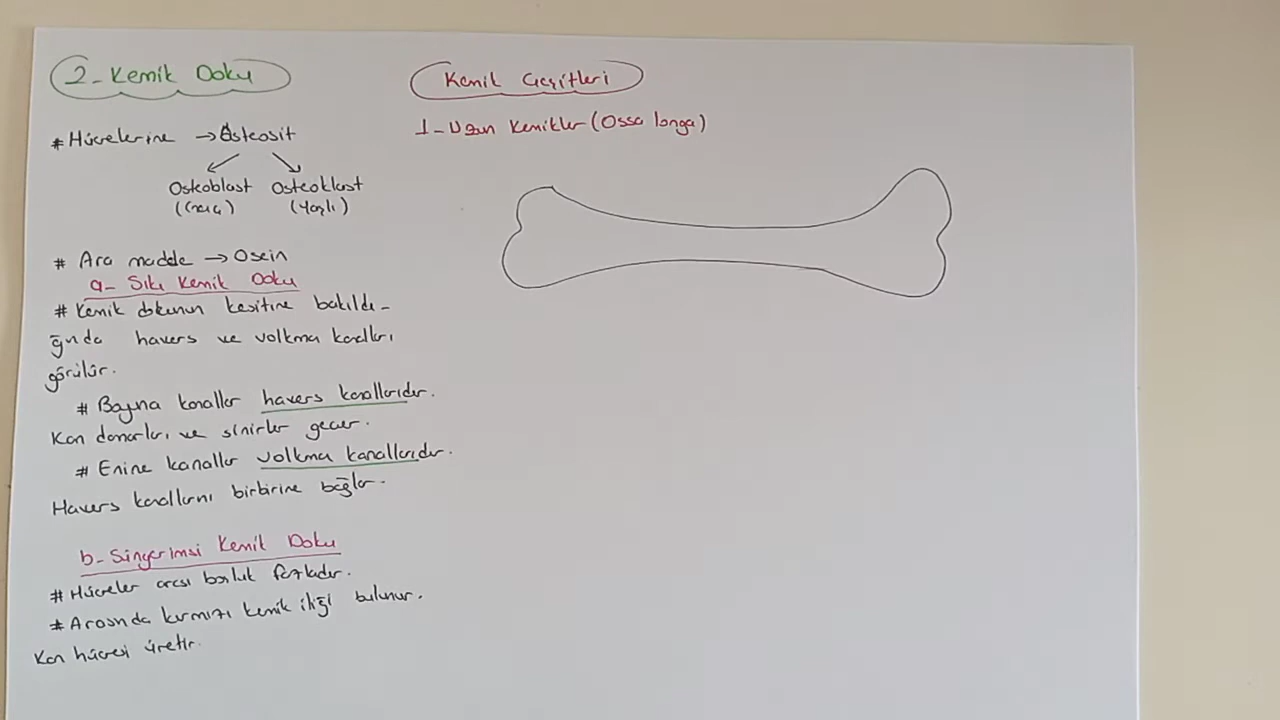 2- Kemik Doku
# Hücrelerine → Osteosit
Osteoblast Osteoklast
(Genç) (Yaşlı)
# Ara madde → Osein
a- Sıkı Kemik Doku
# Kemik dokunun kesitine bakıldı-
ğında havers ve volkman kanalları
görülür.
# Boyuna kanallar havers kanallarıdır.
Kan damarları ve sinirler geçer.
# Enine kanallar volkman kanallarıdır.
Havers kanallarını birbirine bağlar.
b- Süngerimsi Kemik Doku
# Hücreler arası boşluk fazladır.
# Arasında kırmızı kemik iliği bulunur.
Kan hücresi üretir.
Kemik Çeşitleri
1- Uzun Kemikler (Ossa longa)